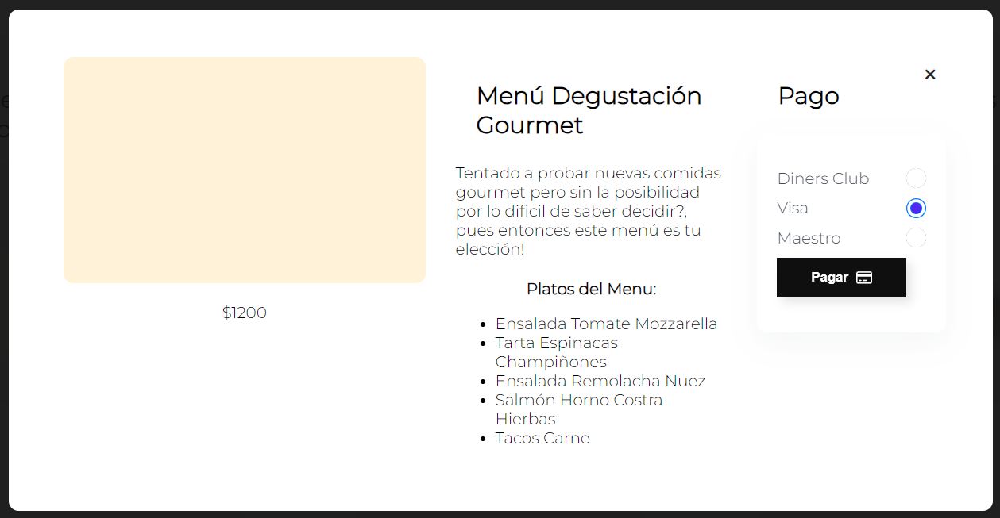 $1200
Menú Degustación
Gourmet
Tentado a probar nuevas comidas
gourmet pero sin la posibilidad
por lo dificil de saber decidir?,
pues entonces este menú es tu
elección!
Platos del Menu:
Ensalada Tomate Mozzarella
Tarta Espinacas
Champiñones
Ensalada Remolacha Nuez
Salmón Horno Costra
Hierbas
Tacos Carne
Pago
Diners Club
Visa
Maestro
Pagar